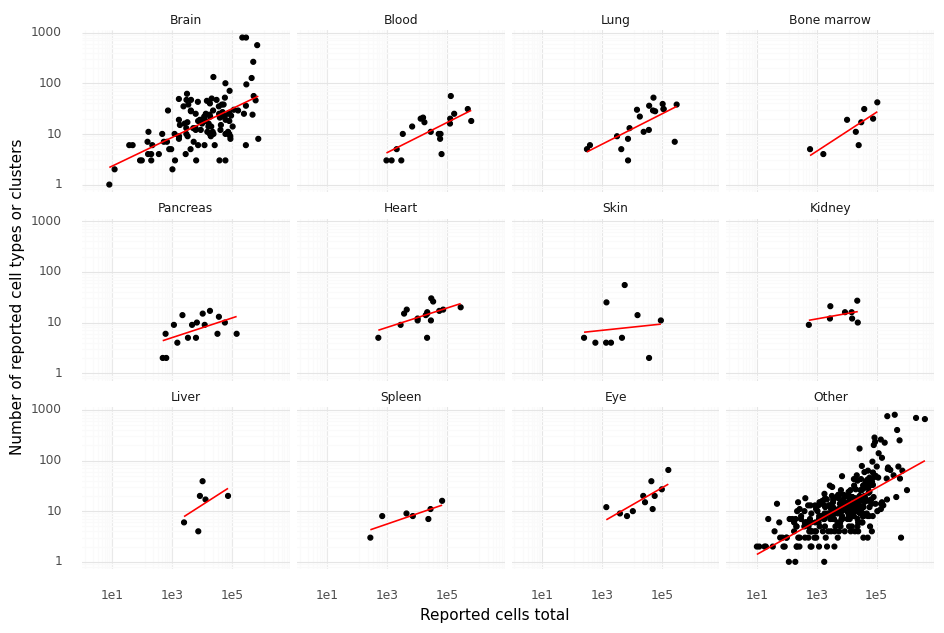 Brain Blood Lung Bone marrow
1000
100
10
1
Pancreas Heart Skin Kidney
1000
100
10
1
Liver Spleen Eye Other
1000
100
10
1
1e1 1e3 1e5 1e1 1e3 1e5 1e1 1e3 1e5 1e1 1e3 1e5
Reported cells total
Number of reported cell types or clusters